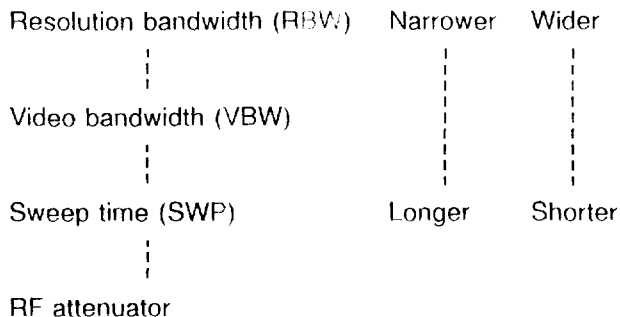 Resolution bandwidth (RBW) Narrower Wider
Video bandwidth (VBW)
Sweep time (SWP) Longer Shorter
RF attenuator